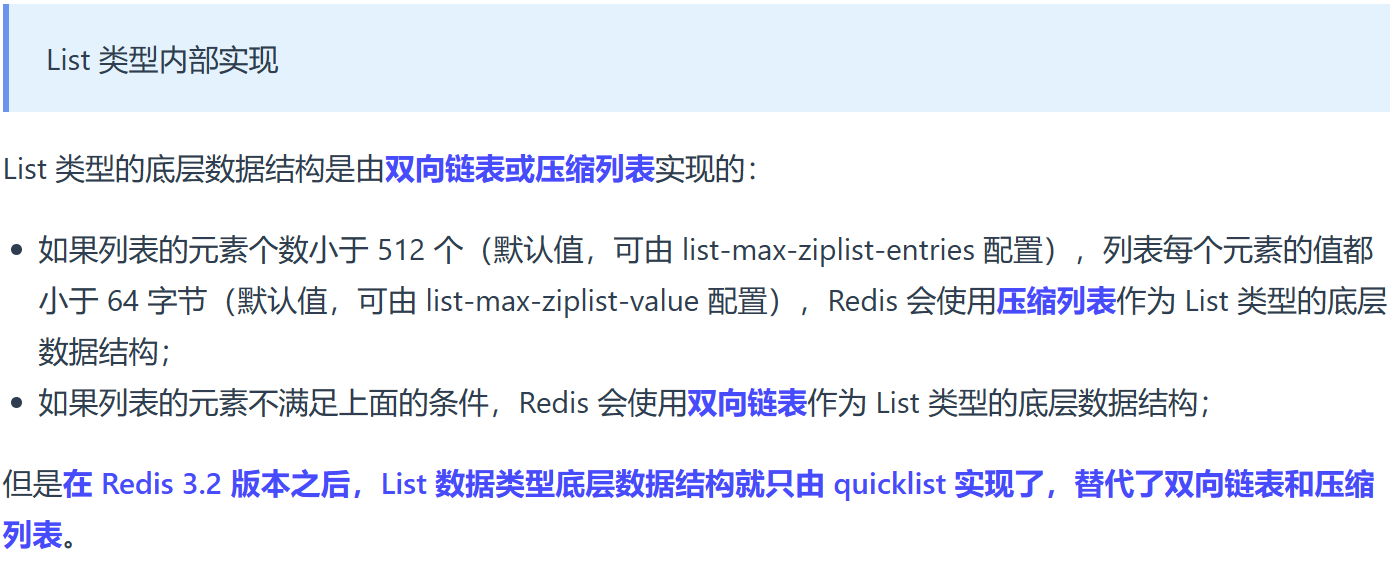 List 类型内部实现
List 类型的底层数据结构是由双向链表或压缩列表实现的：
如果列表的元素个数小于 512 个（默认值，可由 list-max-ziplist-entries 配置），列表每个元素的值都
小于 64 字节（默认值，可由 list-max-ziplist-value 配置），Redis 会使用压缩列表作为 List 类型的底层
数据结构；
如果列表的元素不满足上面的条件，Redis 会使用双向链表作为 List 类型的底层数据结构；
但是在 Redis 3.2 版本之后，List 数据类型底层数据结构就只由 quicklist 实现了，替代了双向链表和压缩
列表。